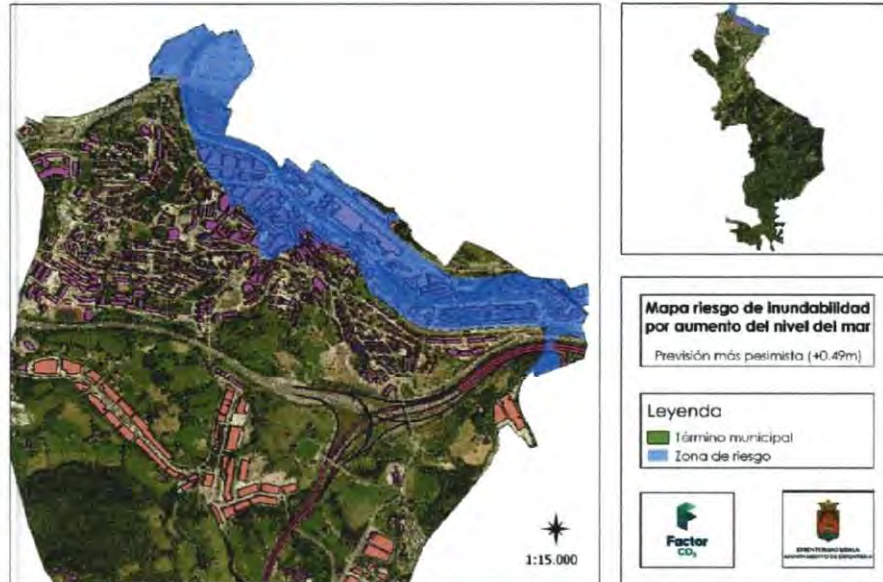 Mapa riesgo de inundabilidad
por aumento del nivel del mar
Previsión más pesimista (+0.49m)
Leyenda
Término municipal
Zona de riesgo
1:15.000
Factor
CO₂